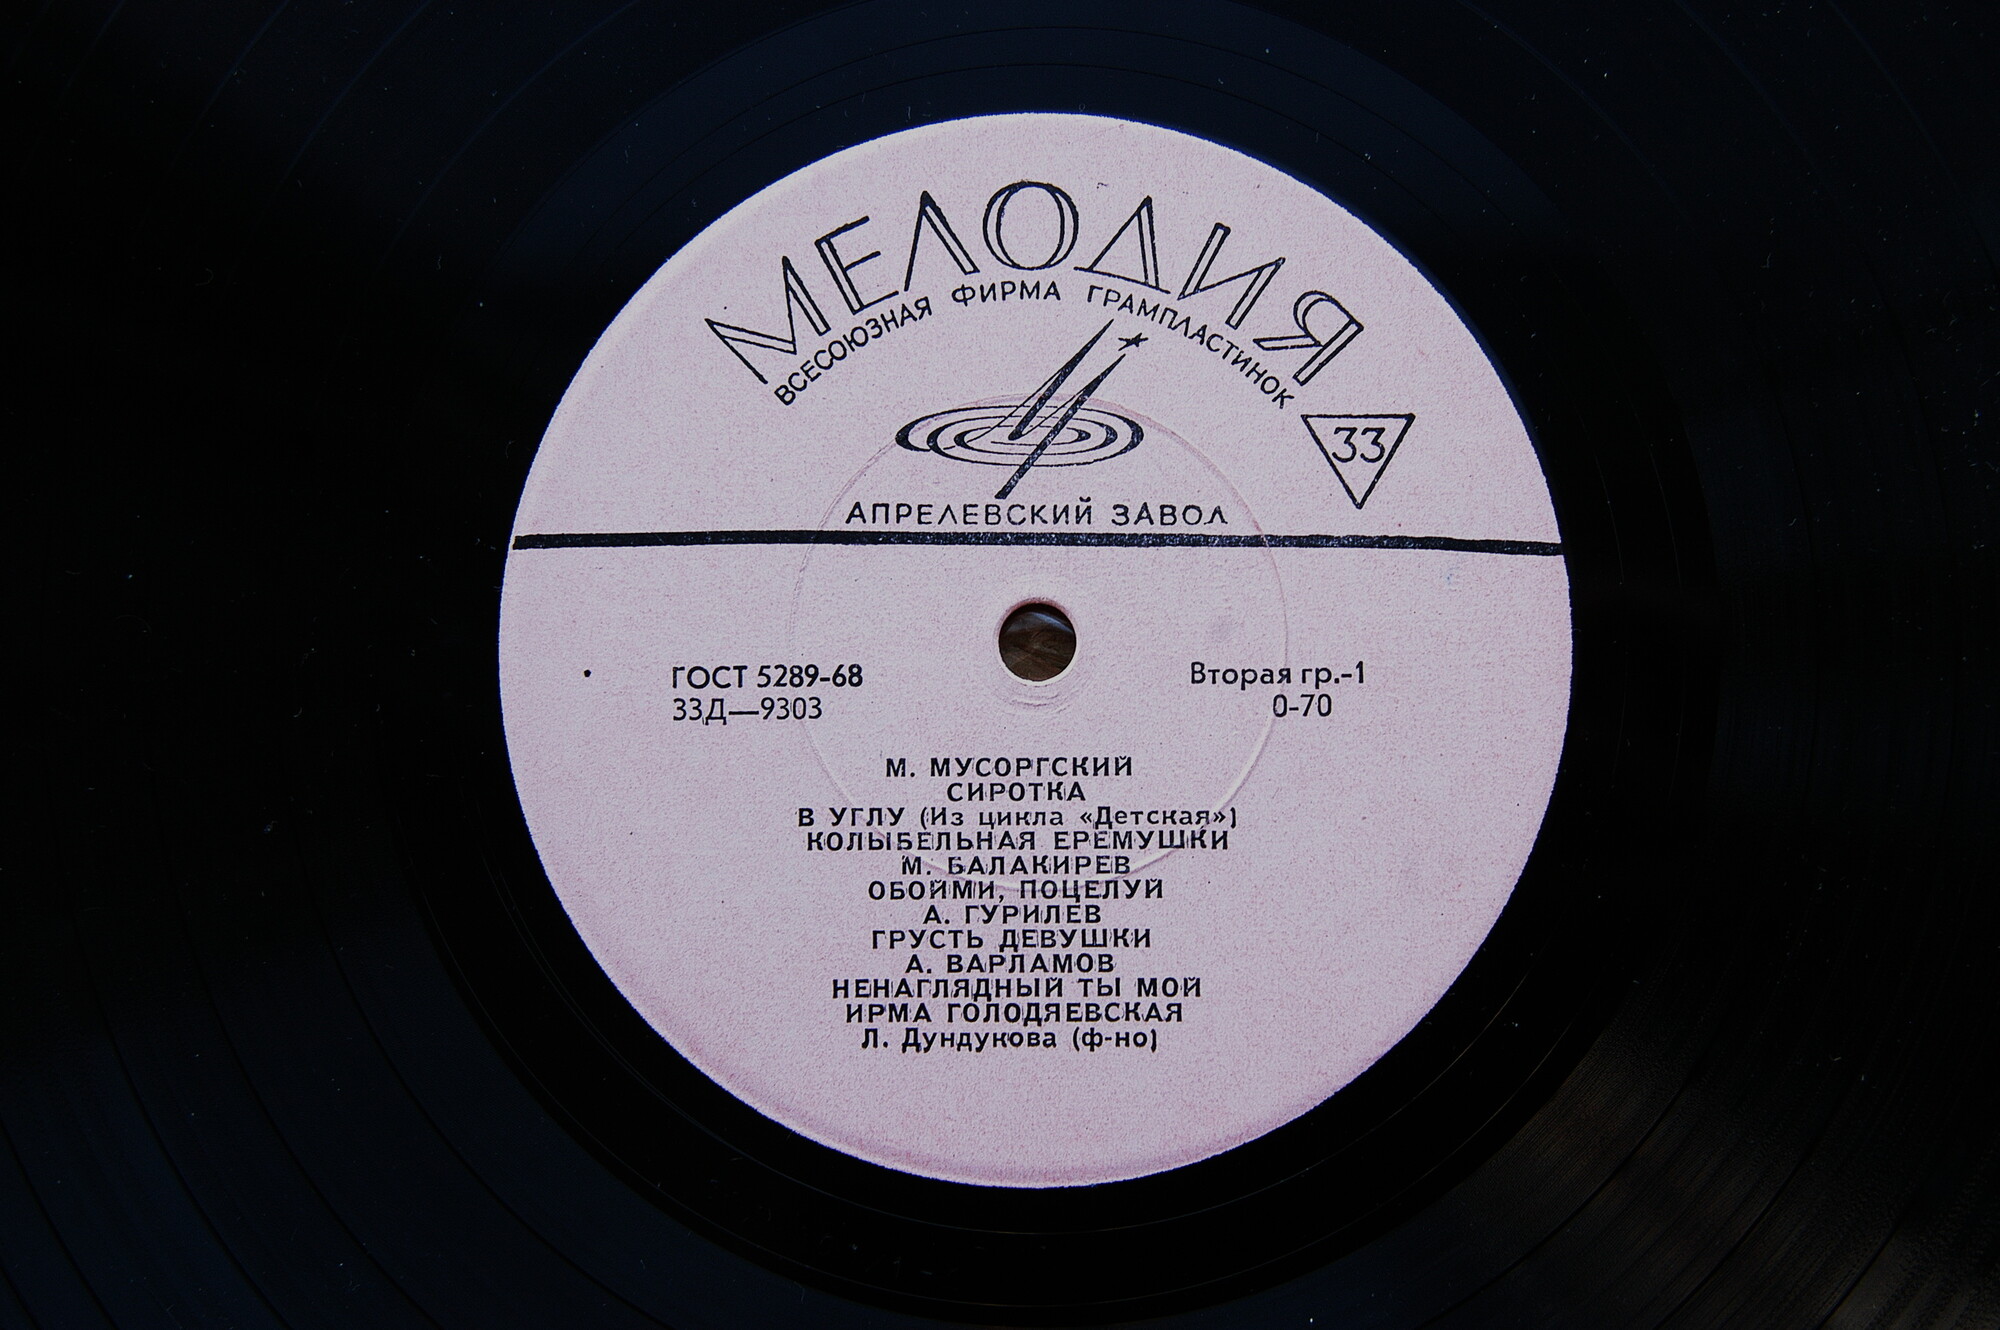 МЕЛОДИЯ
ВСЕСОЮЗНАЯ ФИРМА ГРАМПЛАСТИНОК
33
АПРЕЛЕВСКИЙ ЗАВОД
ГОСТ 5289-68
Вторая гр.-1
33Д—9303
0-70
М. МУСОРГСКИЙ
СИРОТКА
В УГЛУ (Из цикла «Детская»)
КОЛЫБЕЛЬНАЯ ЕРЕМУШКИ
М. БАЛАКИРЕВ
ОБОЙМИ, ПОЦЕЛУЙ
А. ГУРИЛЕВ
ГРУСТЬ ДЕВУШКИ
А. ВАРЛАМОВ
НЕНАГЛЯДНЫЙ ТЫ МОЙ
ИРМА ГОЛОДЯЕВСКАЯ
Л. Дундукова (ф-но)